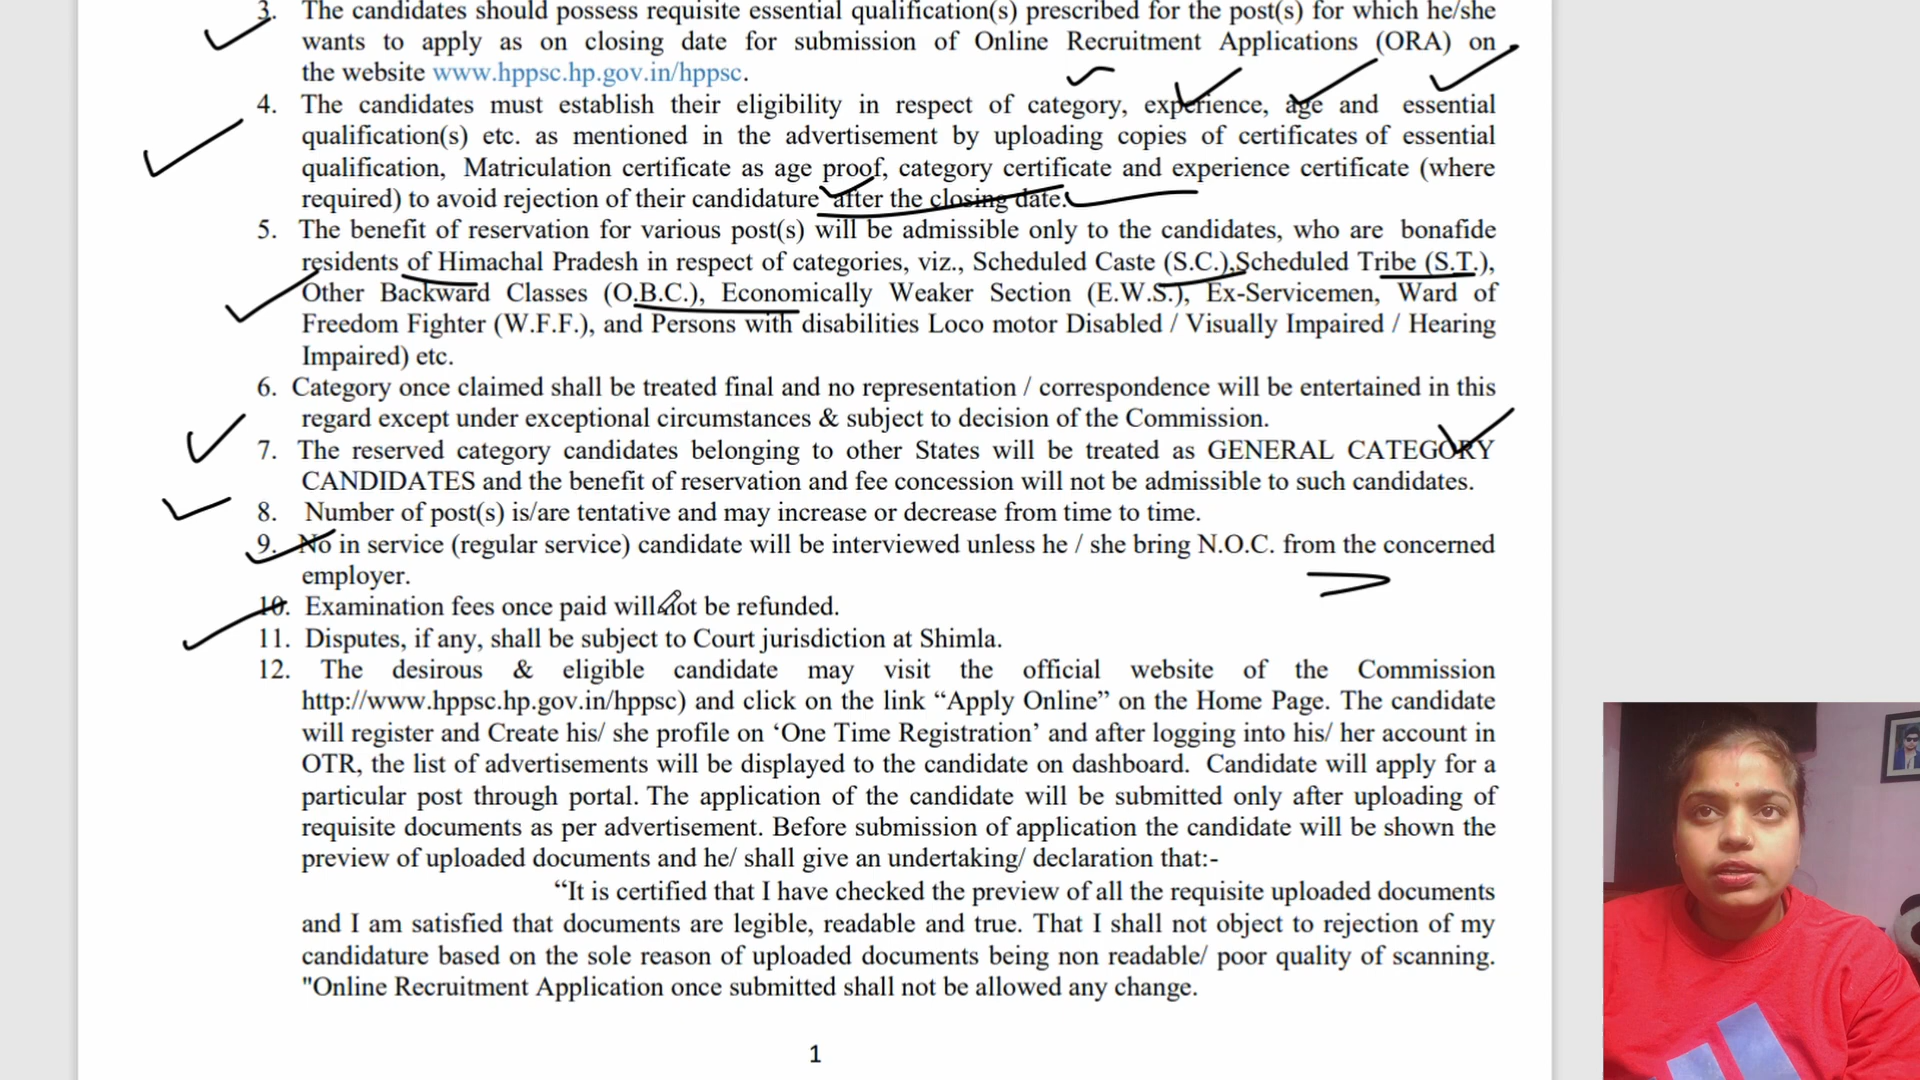 3. The candidates should possess requisite essential qualification(s) prescribed for the post(s) for which he/she
wants to apply as on closing date for submission of Online Recruitment Applications (ORA) on
the website www.hppsc.hp.gov.in/hppsc.
4. The candidates must establish their eligibility in respect of category, experience, age and essential
qualification(s) etc. as mentioned in the advertisement by uploading copies of certificates of essential
qualification, Matriculation certificate as age proof, category certificate and experience certificate (where
required) to avoid rejection of their candidature after the closing date.
5. The benefit of reservation for various post(s) will be admissible only to the candidates, who are bonafide
residents of Himachal Pradesh in respect of categories, viz., Scheduled Caste (S.C.),Scheduled Tribe (S.T.),
Other Backward Classes (O.B.C.), Economically Weaker Section (E.W.S.), Ex-Servicemen, Ward of
Freedom Fighter (W.F.F.), and Persons with disabilities Loco motor Disabled / Visually Impaired / Hearing
Impaired) etc.
6. Category once claimed shall be treated final and no representation / correspondence will be entertained in this
regard except under exceptional circumstances & subject to decision of the Commission.
7. The reserved category candidates belonging to other States will be treated as GENERAL CATEGORY
CANDIDATES and the benefit of reservation and fee concession will not be admissible to such candidates.
8. Number of post(s) is/are tentative and may increase or decrease from time to time.
9. No in service (regular service) candidate will be interviewed unless he / she bring N.O.C. from the concerned
employer.
10. Examination fees once paid will not be refunded.
11. Disputes, if any, shall be subject to Court jurisdiction at Shimla.
12. The desirous & eligible candidate may visit the official website of the Commission
http://www.hppsc.hp.gov.in/hppsc) and click on the link “Apply Online” on the Home Page. The candidate
will register and Create his/ she profile on ‘One Time Registration’ and after logging into his/ her account in
OTR, the list of advertisements will be displayed to the candidate on dashboard. Candidate will apply for a
particular post through portal. The application of the candidate will be submitted only after uploading of
requisite documents as per advertisement. Before submission of application the candidate will be shown the
preview of uploaded documents and he/ shall give an undertaking/ declaration that:-
“It is certified that I have checked the preview of all the requisite uploaded documents
and I am satisfied that documents are legible, readable and true. That I shall not object to rejection of my
candidature based on the sole reason of uploaded documents being non readable/ poor quality of scanning.
"Online Recruitment Application once submitted shall not be allowed any change.
1